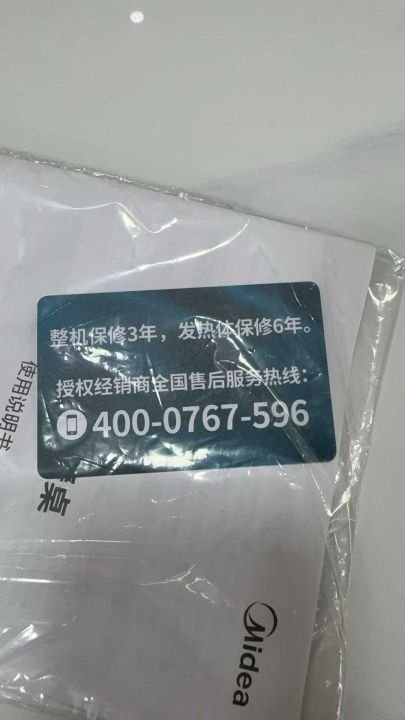 整机保修3年，发热体保修6年。
授权经销商全国售后服务热线：
400-0767-596
使用说明书
桌
Midea